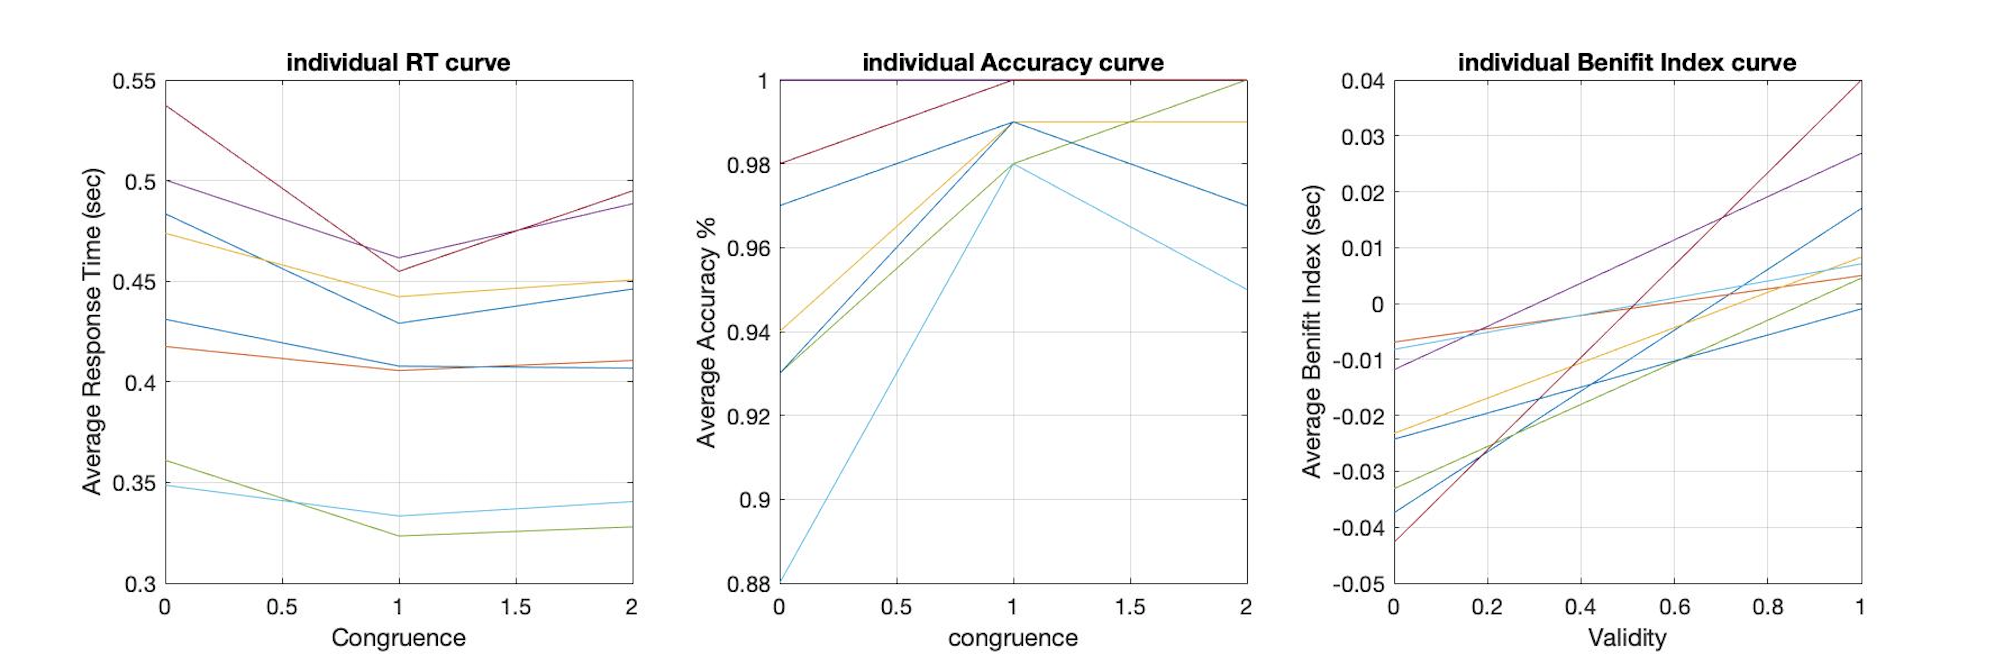 individual RT curve
0.55
0.5
0.45
0.4
0.35
0.3
Average Response Time (sec)
0 0.5 1 1.5 2
Congruence
individual Accuracy curve
1
0.98
0.96
0.94
0.92
0.9
0.88
Average Accuracy %
0 0.5 1 1.5 2
congruence
individual Benifit Index curve
0.04
0.03
0.02
0.01
0
-0.01
-0.02
-0.03
-0.04
-0.05
Average Benifit Index (sec)
0 0.2 0.4 0.6 0.8 1
Validity